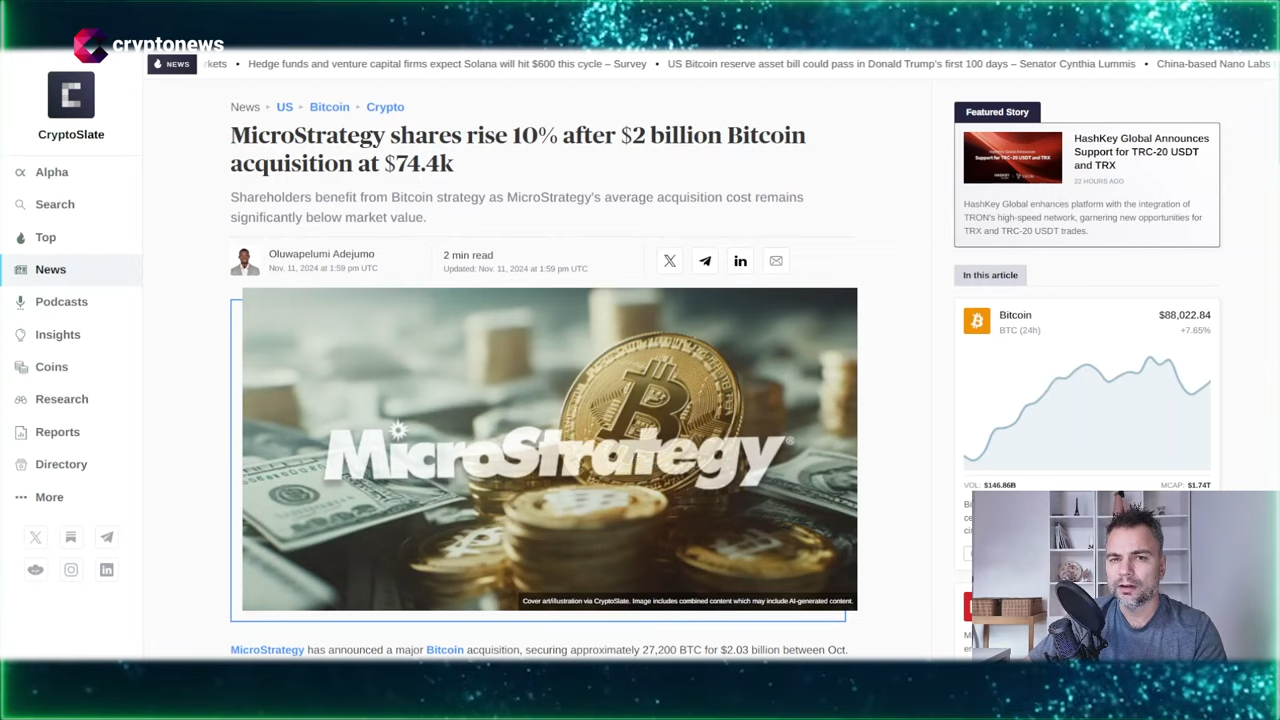 cryptonews
NEWS
kets • Hedge funds and venture capital firms expect Solana will hit $600 this cycle – Survey • US Bitcoin reserve asset bill could pass in Donald Trump's first 100 days – Senator Cynthia Lummis • China-based Nano Labs
CryptoSlate
Alpha
Search
Top
News
Podcasts
Insights
Coins
Research
Reports
Directory
More
News ▸ US ▸ Bitcoin ▸ Crypto
MicroStrategy shares rise 10% after $2 billion Bitcoin
acquisition at $74.4k
Shareholders benefit from Bitcoin strategy as MicroStrategy's average acquisition cost remains
significantly below market value.
Oluwapelumi Adejumo
Nov. 11, 2024 at 1:59 pm UTC
2 min read
Updated: Nov. 11, 2024 at 1:59 pm UTC
MicroStrategy®
Cover art/illustration via CryptoSlate. Image includes combined content which may include AI-generated content.
MicroStrategy has announced a major Bitcoin acquisition, securing approximately 27,200 BTC for $2.03 billion between Oct.
Featured Story
HashKey Global Announces
Support for TRC-20 USDT
and TRX
22 HOURS AGO
HashKey Global enhances platform with the integration of
TRON's high-speed network, garnering new opportunities for
TRX and TRC-20 USDT trades.
In this article
Bitcoin
$88,022.84
BTC (24h)
+7.65%
VOL: $146.86B
MCAP: $1.74T